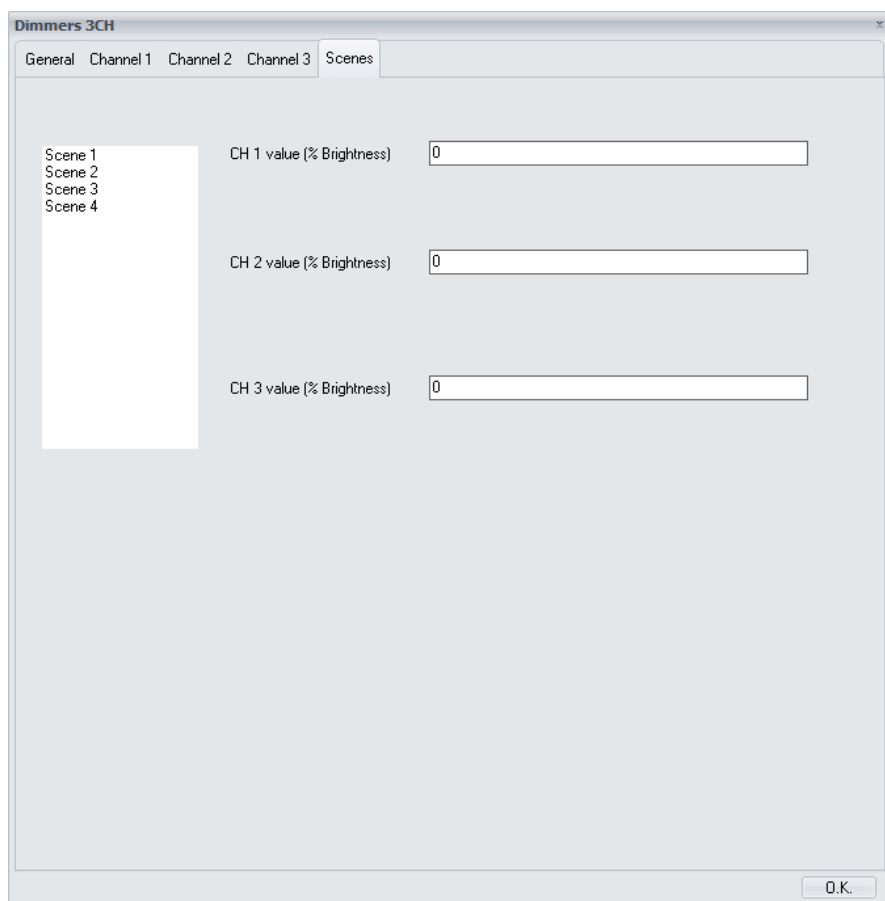 Dimmers 3CH x
General Channel 1 Channel 2 Channel 3 Scenes
Scene 1
Scene 2
Scene 3
Scene 4
CH 1 value (% Brightness) 0
CH 2 value (% Brightness) 0
CH 3 value (% Brightness) 0
O.K.